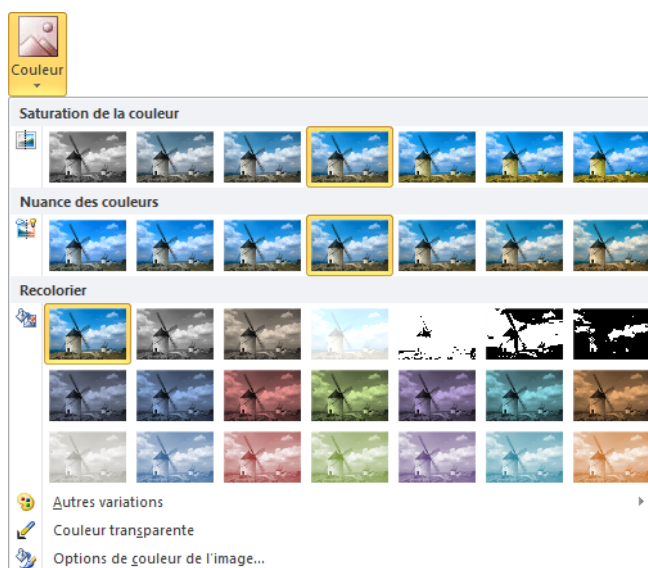 Couleur
Saturation de la couleur
Nuance des couleurs
Recolorier
Autres variations
Couleur transparente
Options de couleur de l'image...